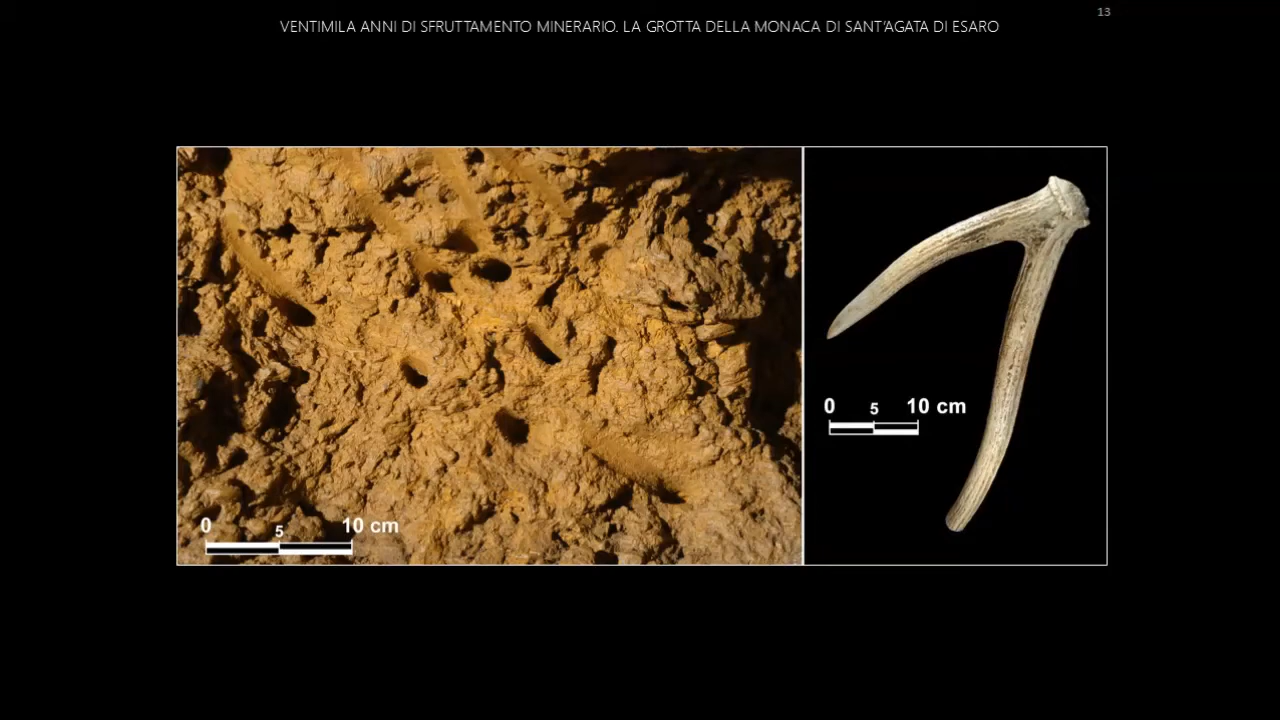 13
VENTIMILA ANNI DI SFRUTTAMENTO MINERARIO. LA GROTTA DELLA MONACA DI SANT'AGATA DI ESARO
0 5 10 cm
0 5 10 cm